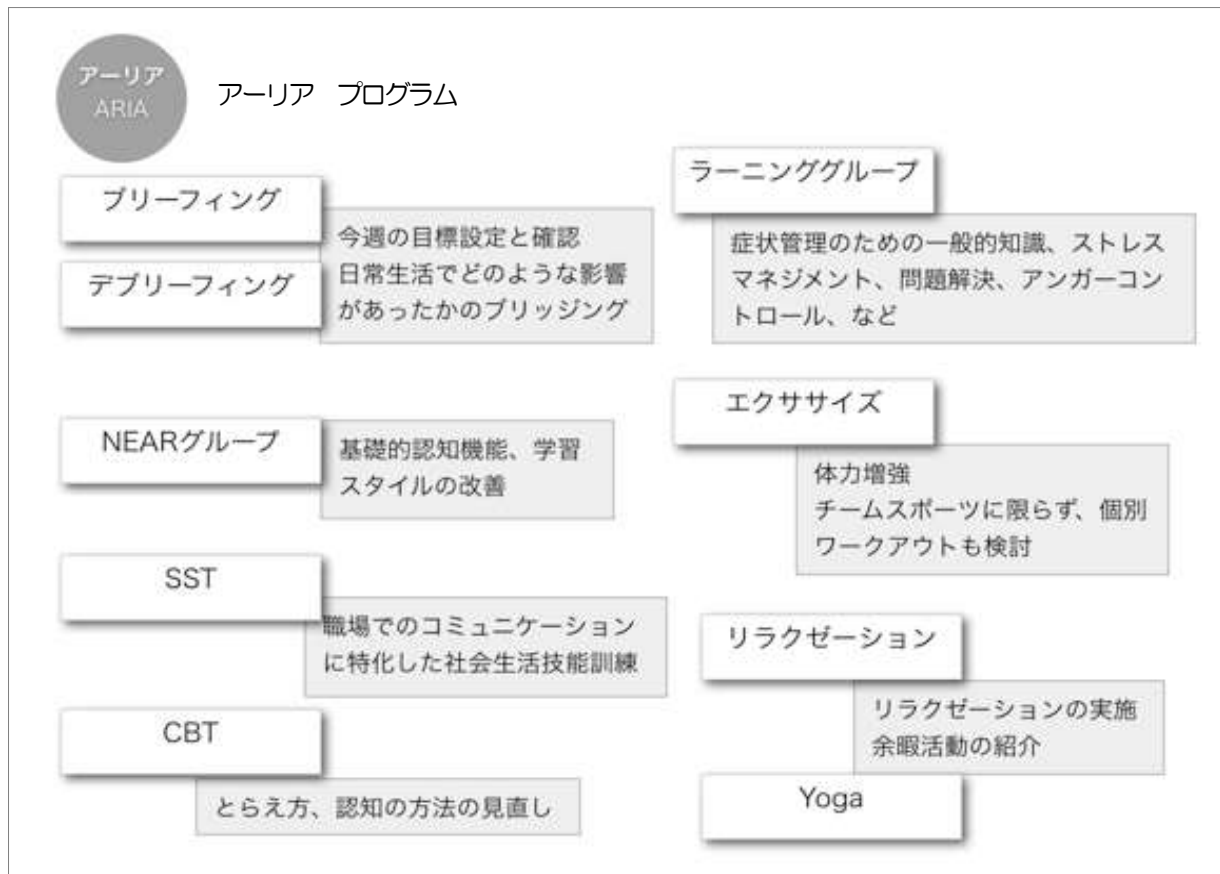 アーリア
ARIA
アーリア　プログラム
ブリーフィング
デブリーフィング
今週の目標設定と確認
日常生活でどのような影響
があったかのブリッジング
NEARグループ
基礎的認知機能、学習
スタイルの改善
SST
職場でのコミュニケーション
に特化した社会生活技能訓練
CBT
とらえ方、認知の方法の見直し
ラーニンググループ
症状管理のための一般的知識、ストレス
マネジメント、問題解決、アンガーコン
トロール、など
エクササイズ
体力増強
チームスポーツに限らず、個別
ワークアウトも検討
リラクゼーション
リラクゼーションの実施
余暇活動の紹介
Yoga